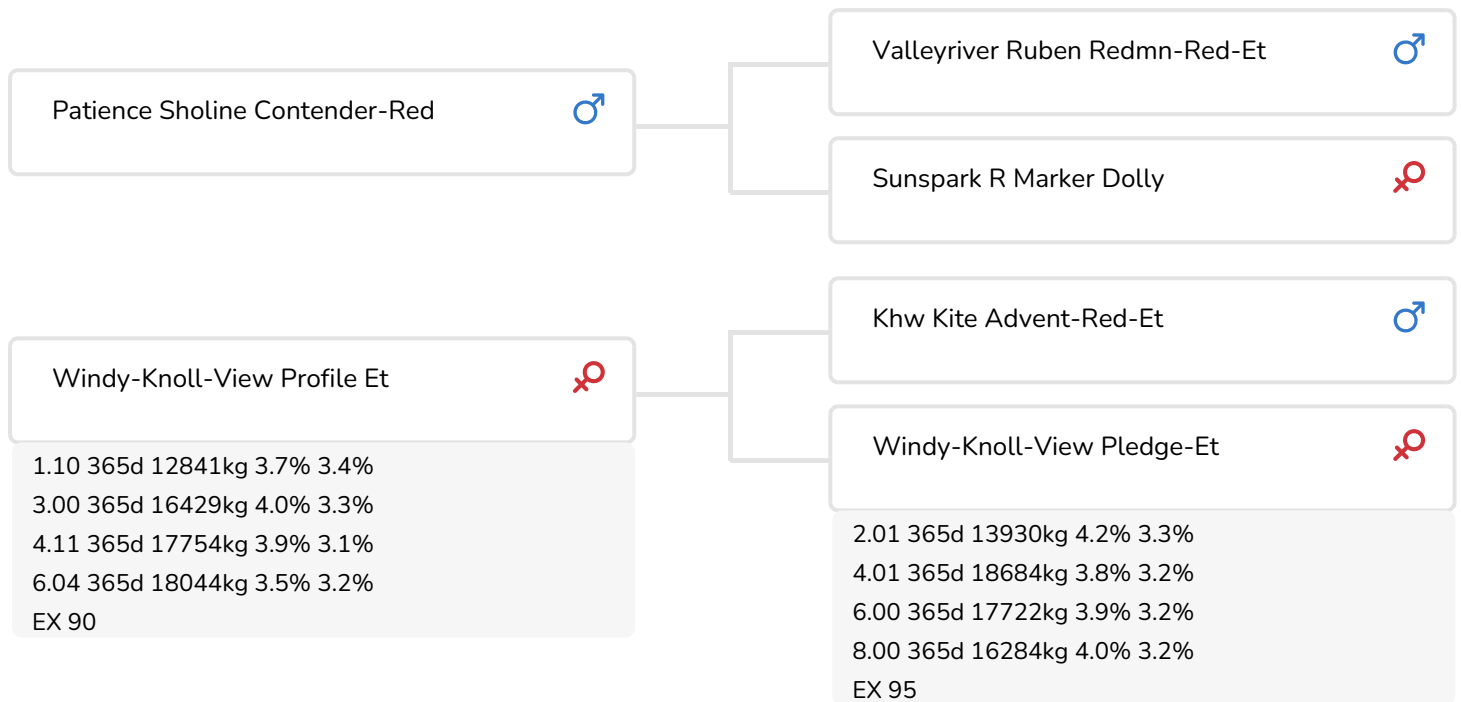 Patience Sholine Contender-Red
Valleyriver Ruben Redmn-Red-Et
Sunspark R Marker Dolly
Windy-Knoll-View Profile Et
1.10 365d 12841kg 3.7% 3.4%
3.00 365d 16429kg 4.0% 3.3%
4.11 365d 17754kg 3.9% 3.1%
6.04 365d 18044kg 3.5% 3.2%
EX 90
Khw Kite Advent-Red-Et
Windy-Knoll-View Pledge-Et
2.01 365d 13930kg 4.2% 3.3%
4.01 365d 18684kg 3.8% 3.2%
6.00 365d 17722kg 3.9% 3.2%
8.00 365d 16284kg 4.0% 3.2%
EX 95